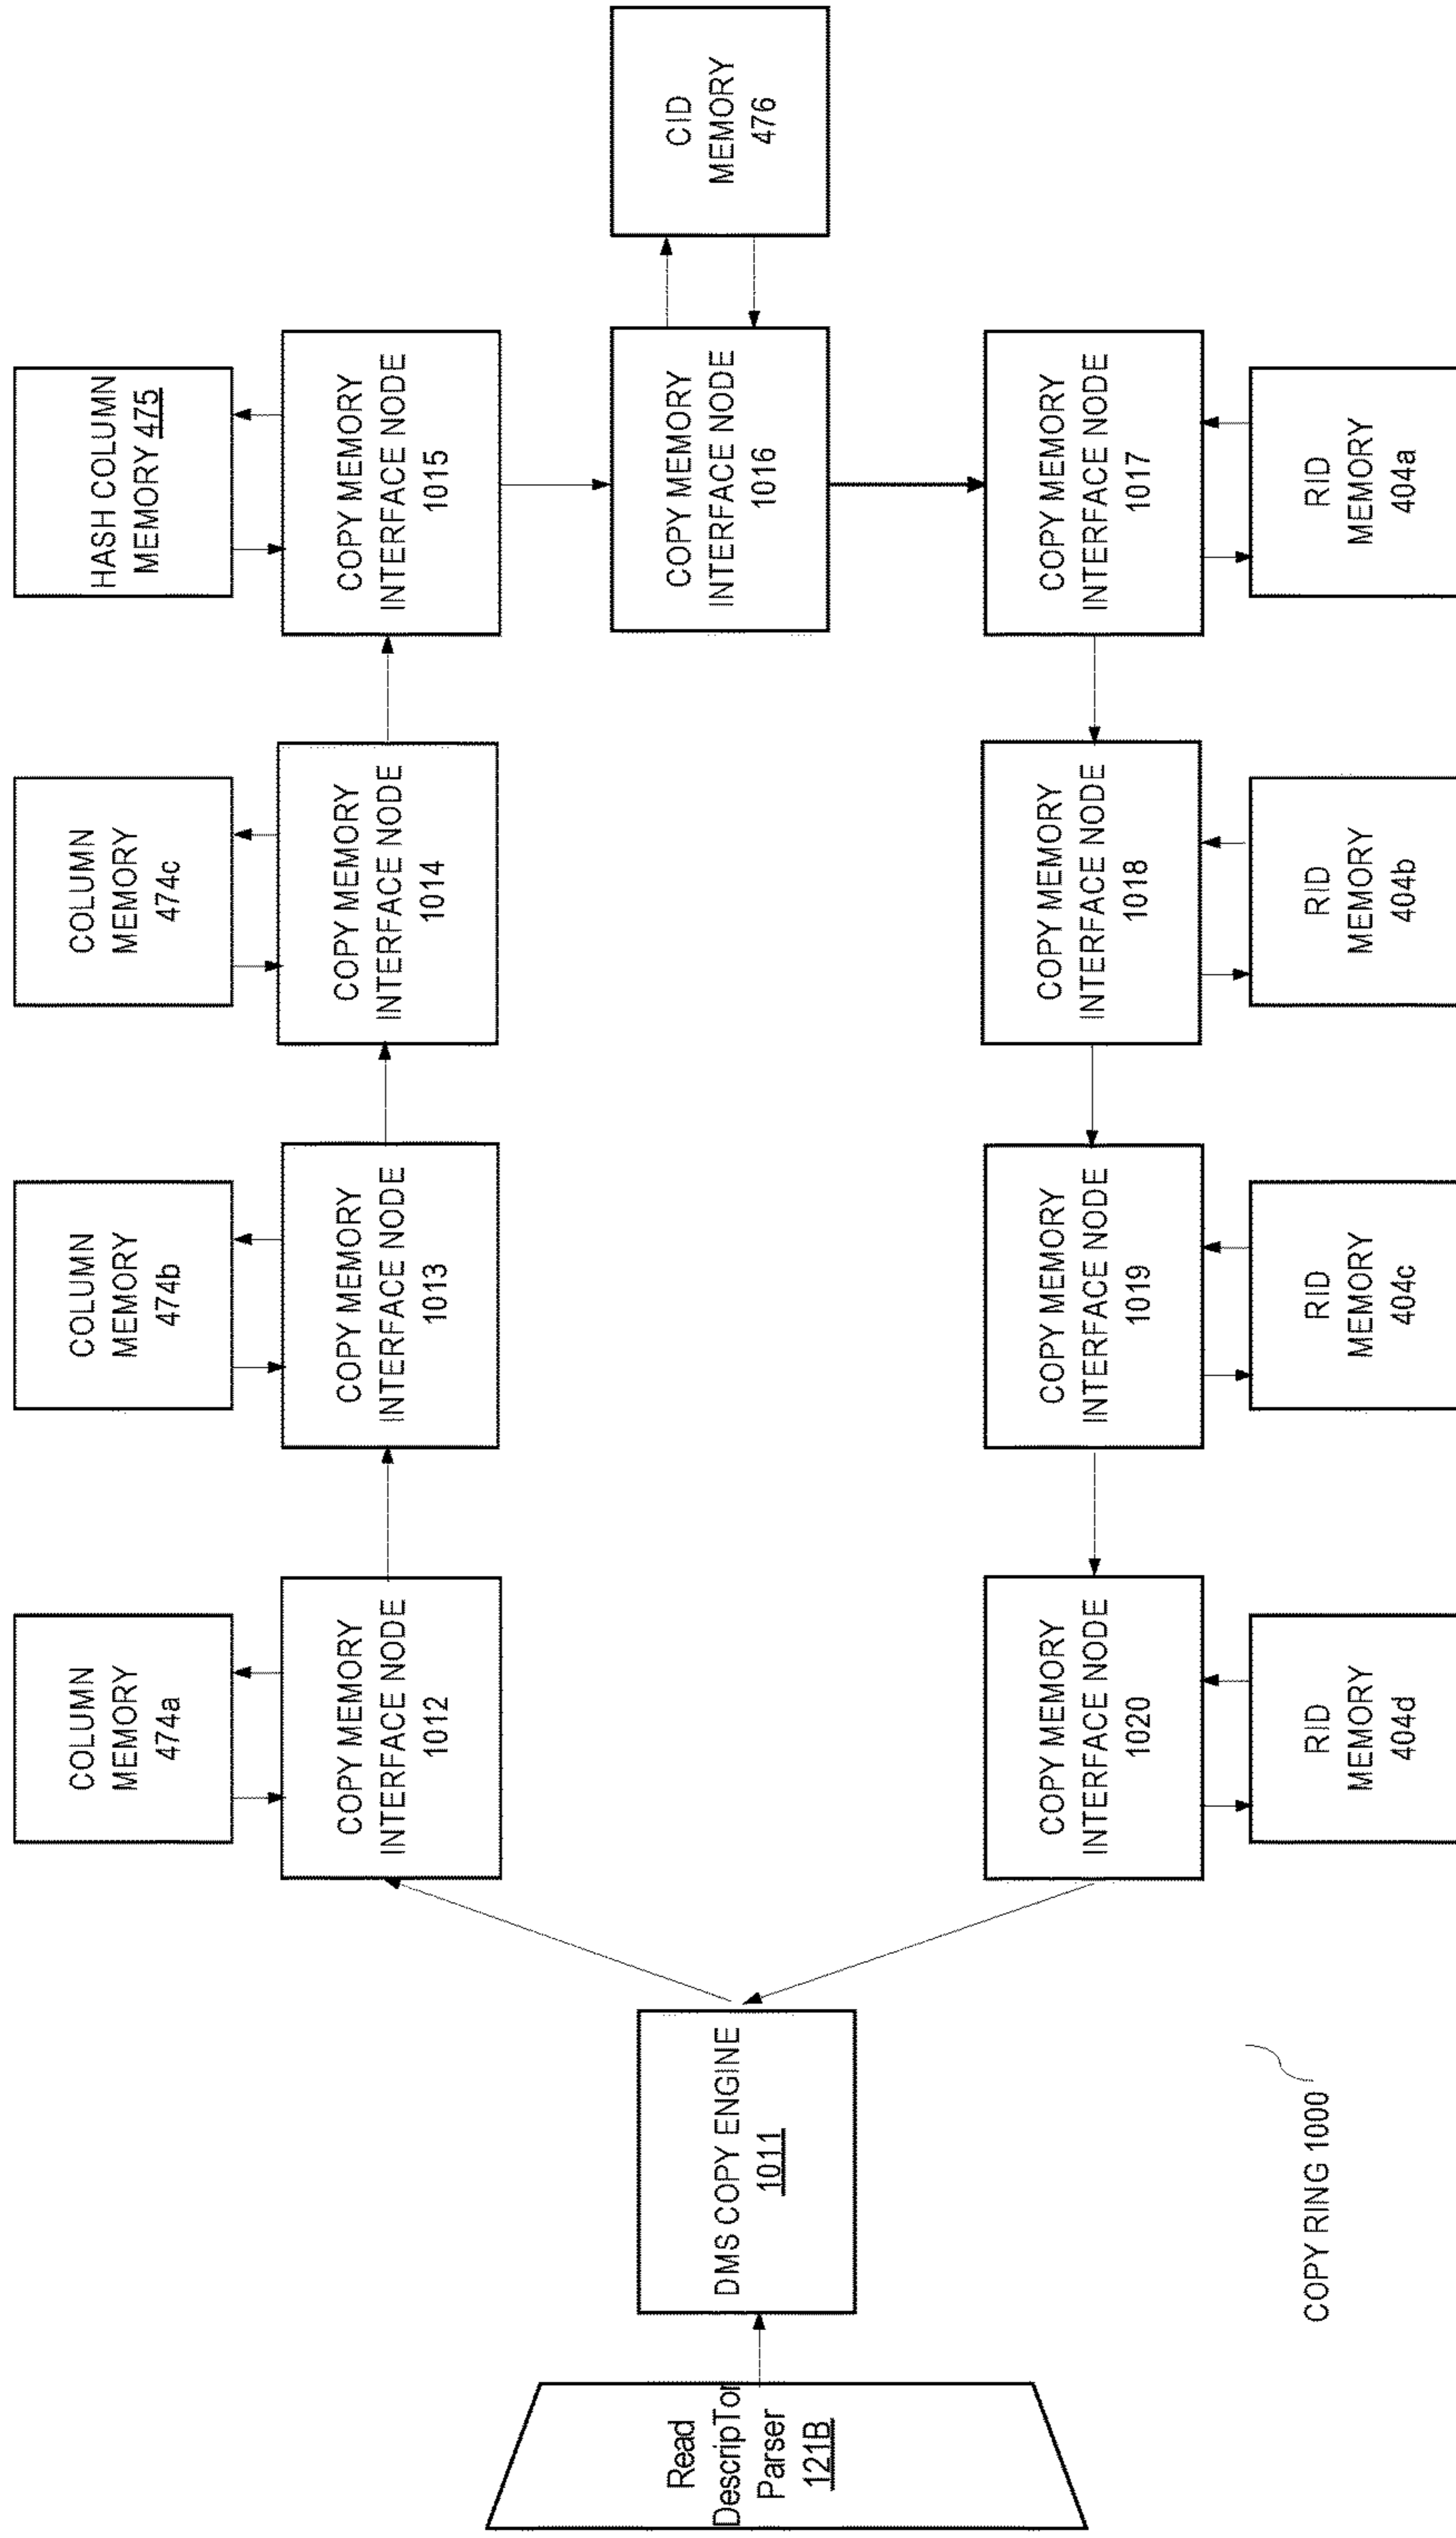 COLUMN
MEMORY
474a
COLUMN
MEMORY
474b
COLUMN
MEMORY
474c
HASH COLUMN
MEMORY 475
COPY MEMORY
INTERFACE NODE
1012
COPY MEMORY
INTERFACE NODE
1013
COPY MEMORY
INTERFACE NODE
1014
COPY MEMORY
INTERFACE NODE
1015
Read
DescripTor
Parser
121B
DMS COPY ENGINE
1011
COPY MEMORY
INTERFACE NODE
1016
CID
MEMORY
476
COPY MEMORY
INTERFACE NODE
1020
COPY MEMORY
INTERFACE NODE
1019
COPY MEMORY
INTERFACE NODE
1018
COPY MEMORY
INTERFACE NODE
1017
COPY RING 1000
RID
MEMORY
404d
RID
MEMORY
404c
RID
MEMORY
404b
RID
MEMORY
404a